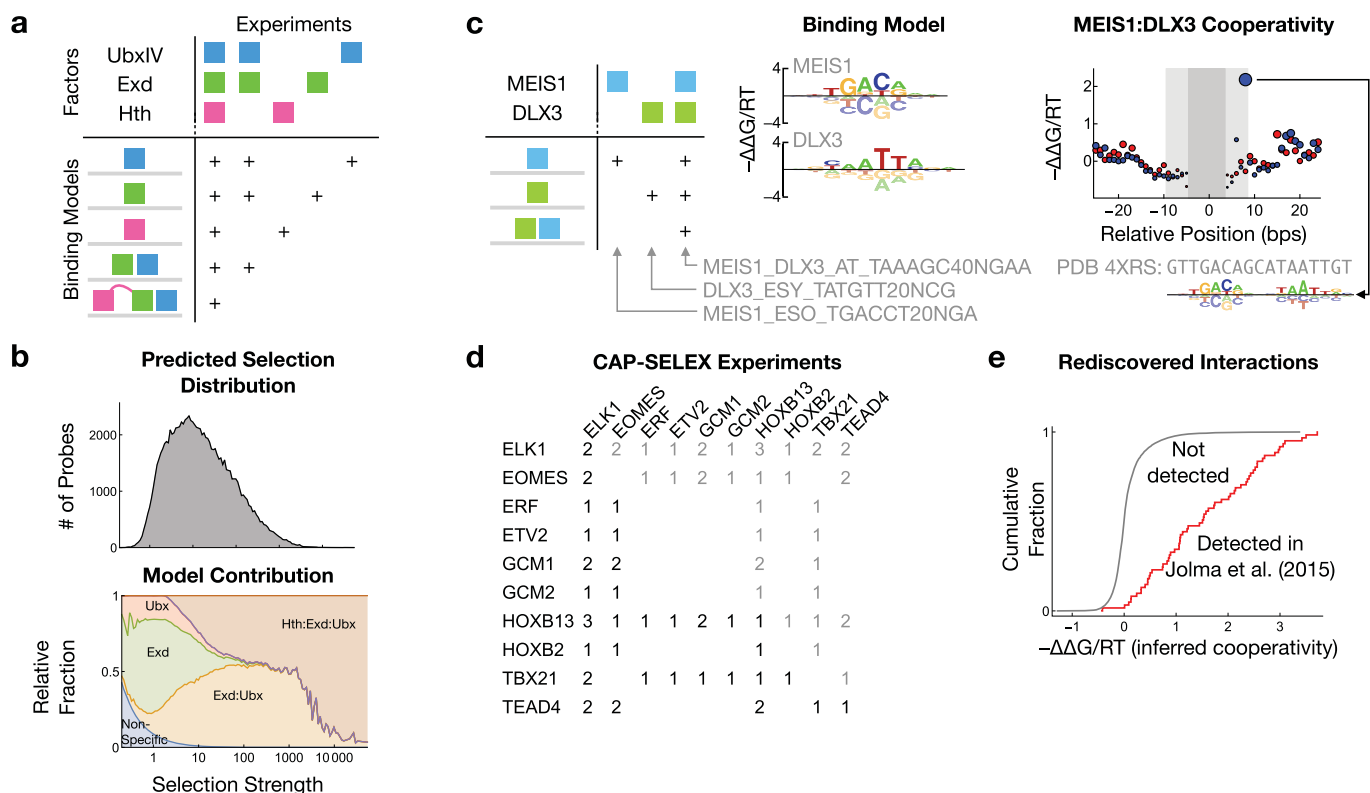 a
Experiments
Factors
UbxIV
Exd
Hth
Binding Models
+ + +
+ + +
+ +
+ +
+
b
Predicted Selection
Distribution
# of Probes
2000
1000
0
Model Contribution
Relative
Fraction
1
0.5
0
Ubx
Exd
Hth:Exd:Ubx
Exd:Ubx
Non-
Specific
1 10 100 1000 10000
Selection Strength
c
MEIS1
DLX3
+ +
+ +
+
MEIS1_DLX3_AT_TAAAGC40NGAA
DLX3_ESY_TATGTT20NCG
MEIS1_ESO_TGACCT20NGA
Binding Model
−ΔΔG/RT
4
MEIS1
−4
4
DLX3
−4
MEIS1:DLX3 Cooperativity
−ΔΔG/RT
2
1
0
−20 −10 0 10 20
Relative Position (bps)
PDB 4XRS: GTTGACAGCATAATTGT
d
CAP-SELEX Experiments
ELK1 EOMES ERF ETV2 GCM1 GCM2 HOXB13 HOXB2 TBX21 TEAD4
ELK1 2 2 1 1 2 1 3 1 2 2
EOMES 2 1 1 2 1 1 1 2
ERF 1 1 1 1
ETV2 1 1 1 1
GCM1 2 2 2 1
GCM2 1 1 1 1
HOXB13 3 1 1 1 2 1 1 1 1 2
HOXB2 1 1 1 1
TBX21 2 1 1 1 1 1 1 1
TEAD4 2 2 2 1 1
e
Rediscovered Interactions
Cumulative
Fraction
1
0
Not
detected
Detected in
Jolma et al. (2015)
−1 0 1 2 3
−ΔΔG/RT (inferred cooperativity)